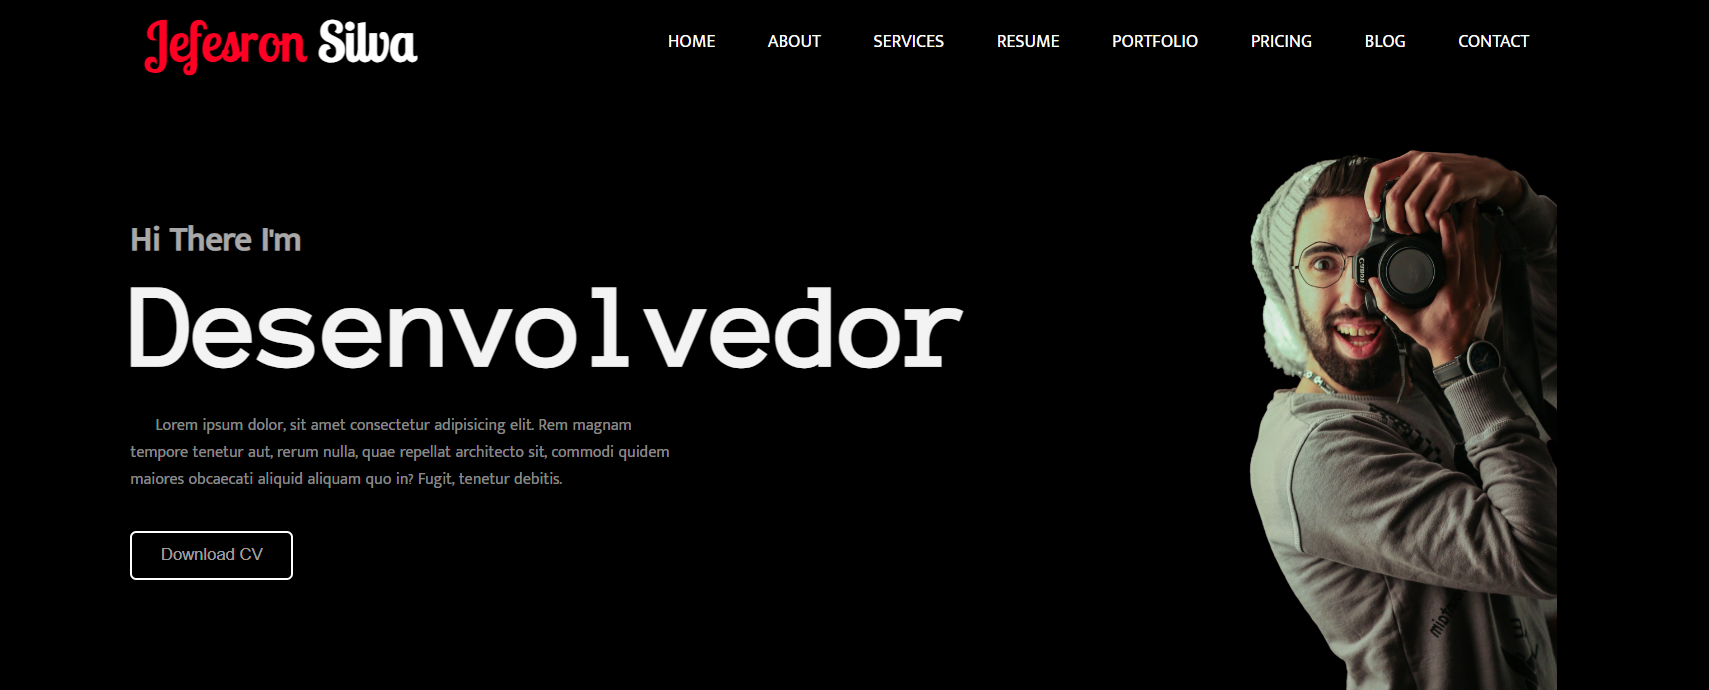 Jefesron Silva
HOME ABOUT SERVICES RESUME PORTFOLIO PRICING BLOG CONTACT
Hi There I'm
Desenvolvedor
Lorem ipsum dolor, sit amet consectetur adipisicing elit. Rem magnam
tempore tenetur aut, rerum nulla, quae repellat architecto sit, commodi quidem
maiores obcaecati aliquid aliquam quo in? Fugit, tenetur debitis.
Download CV
Canon